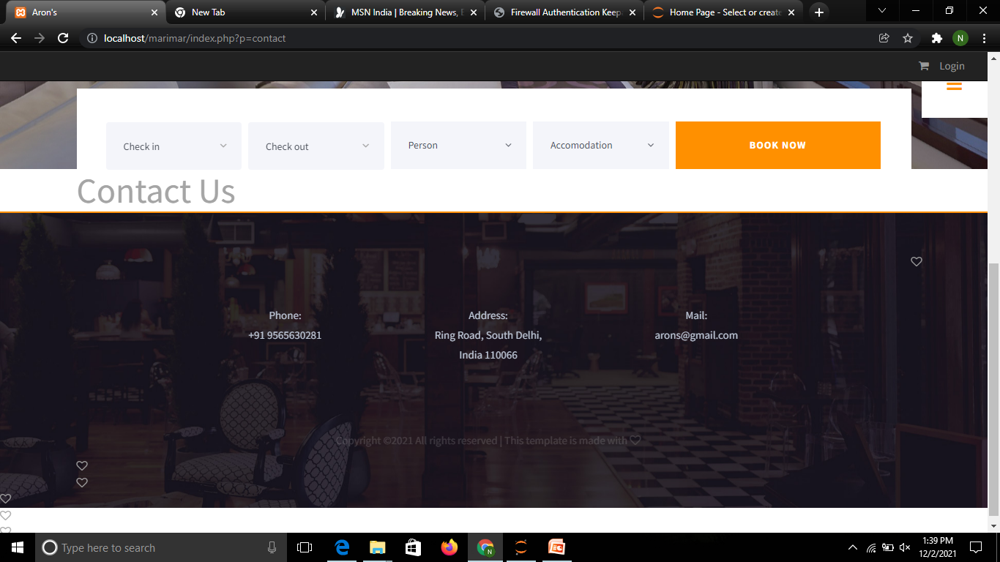 Aron's
New Tab
MSN India | Breaking News, E
Firewall Authentication Keep
Home Page - Select or create
localhost/marimar/index.php?p=contact
N
Login
Check in
Check out
Person
Accomodation
BOOK NOW
Contact Us
Phone:
+91 9565630281
Address:
Ring Road, South Delhi,
India 110066
Mail:
arons@gmail.com
Copyright ©2021 All rights reserved | This template is made with
Type here to search
1:39 PM
12/2/2021